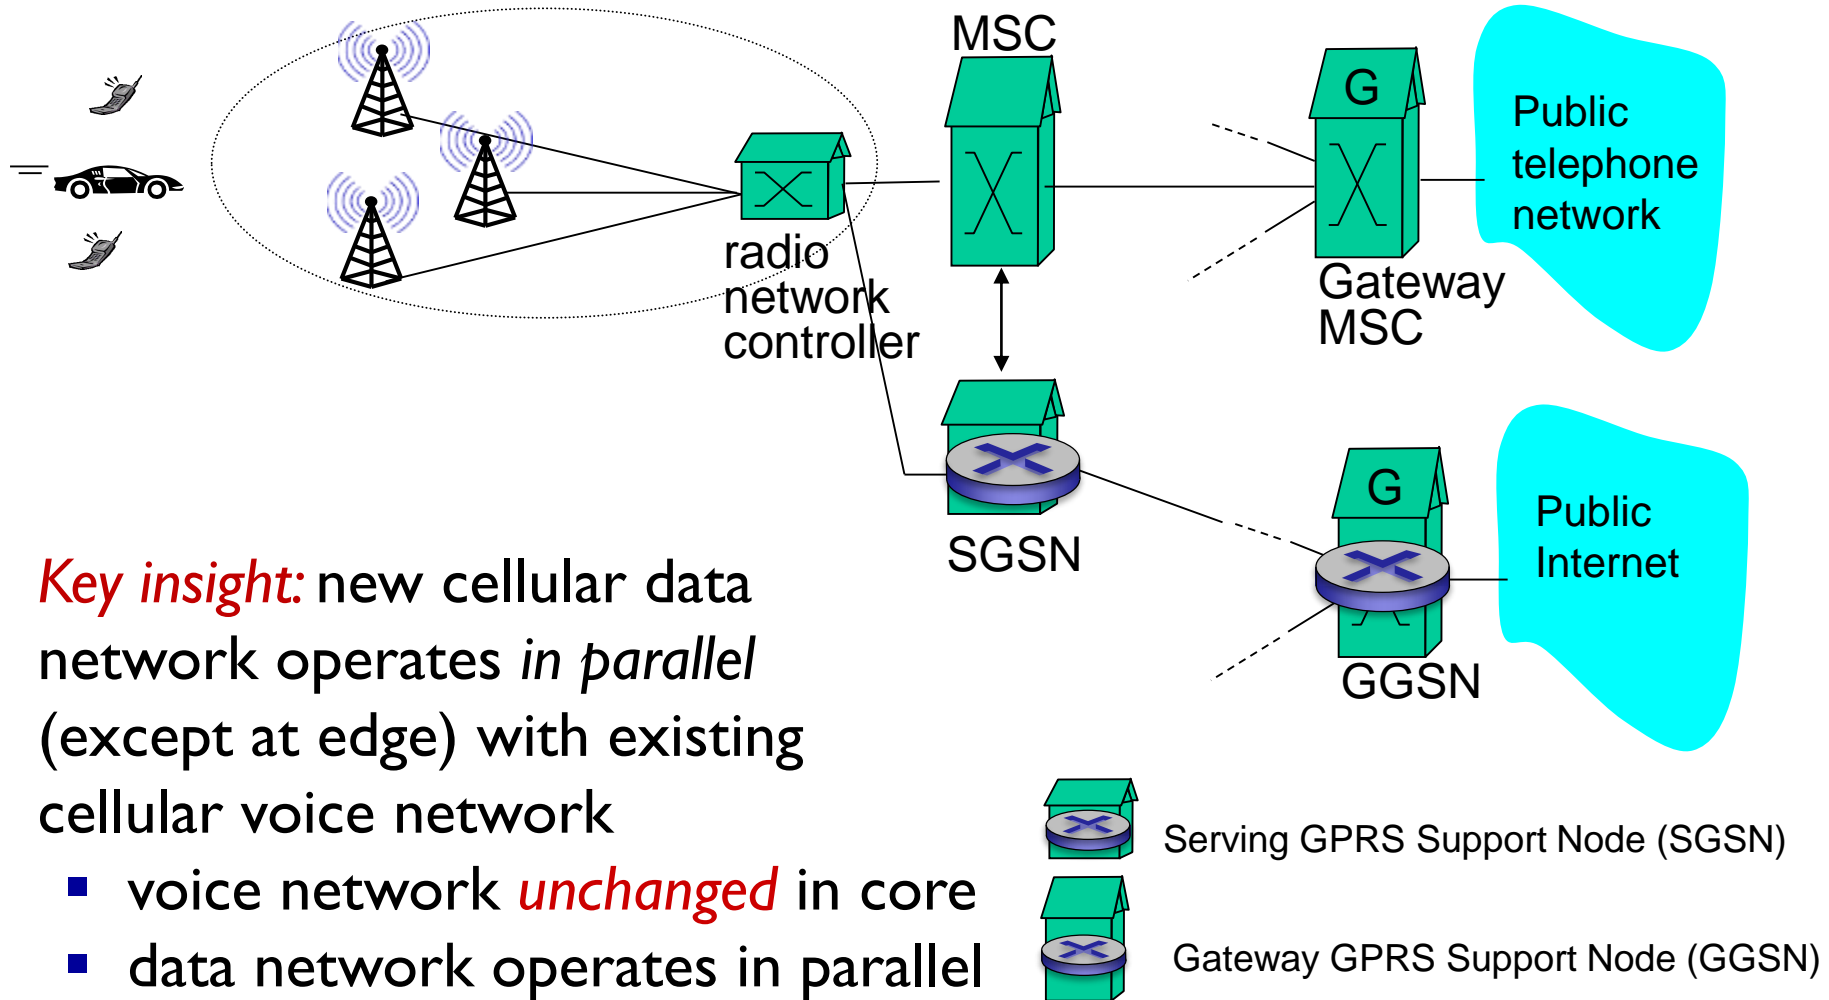 MSC
G
Public
telephone
network
radio
network
controller
Gateway
MSC
SGSN
G
Public
Internet
GGSN
Key insight: new cellular data
network operates in parallel
(except at edge) with existing
cellular voice network
▪ voice network unchanged in core
▪ data network operates in parallel
Serving GPRS Support Node (SGSN)
Gateway GPRS Support Node (GGSN)